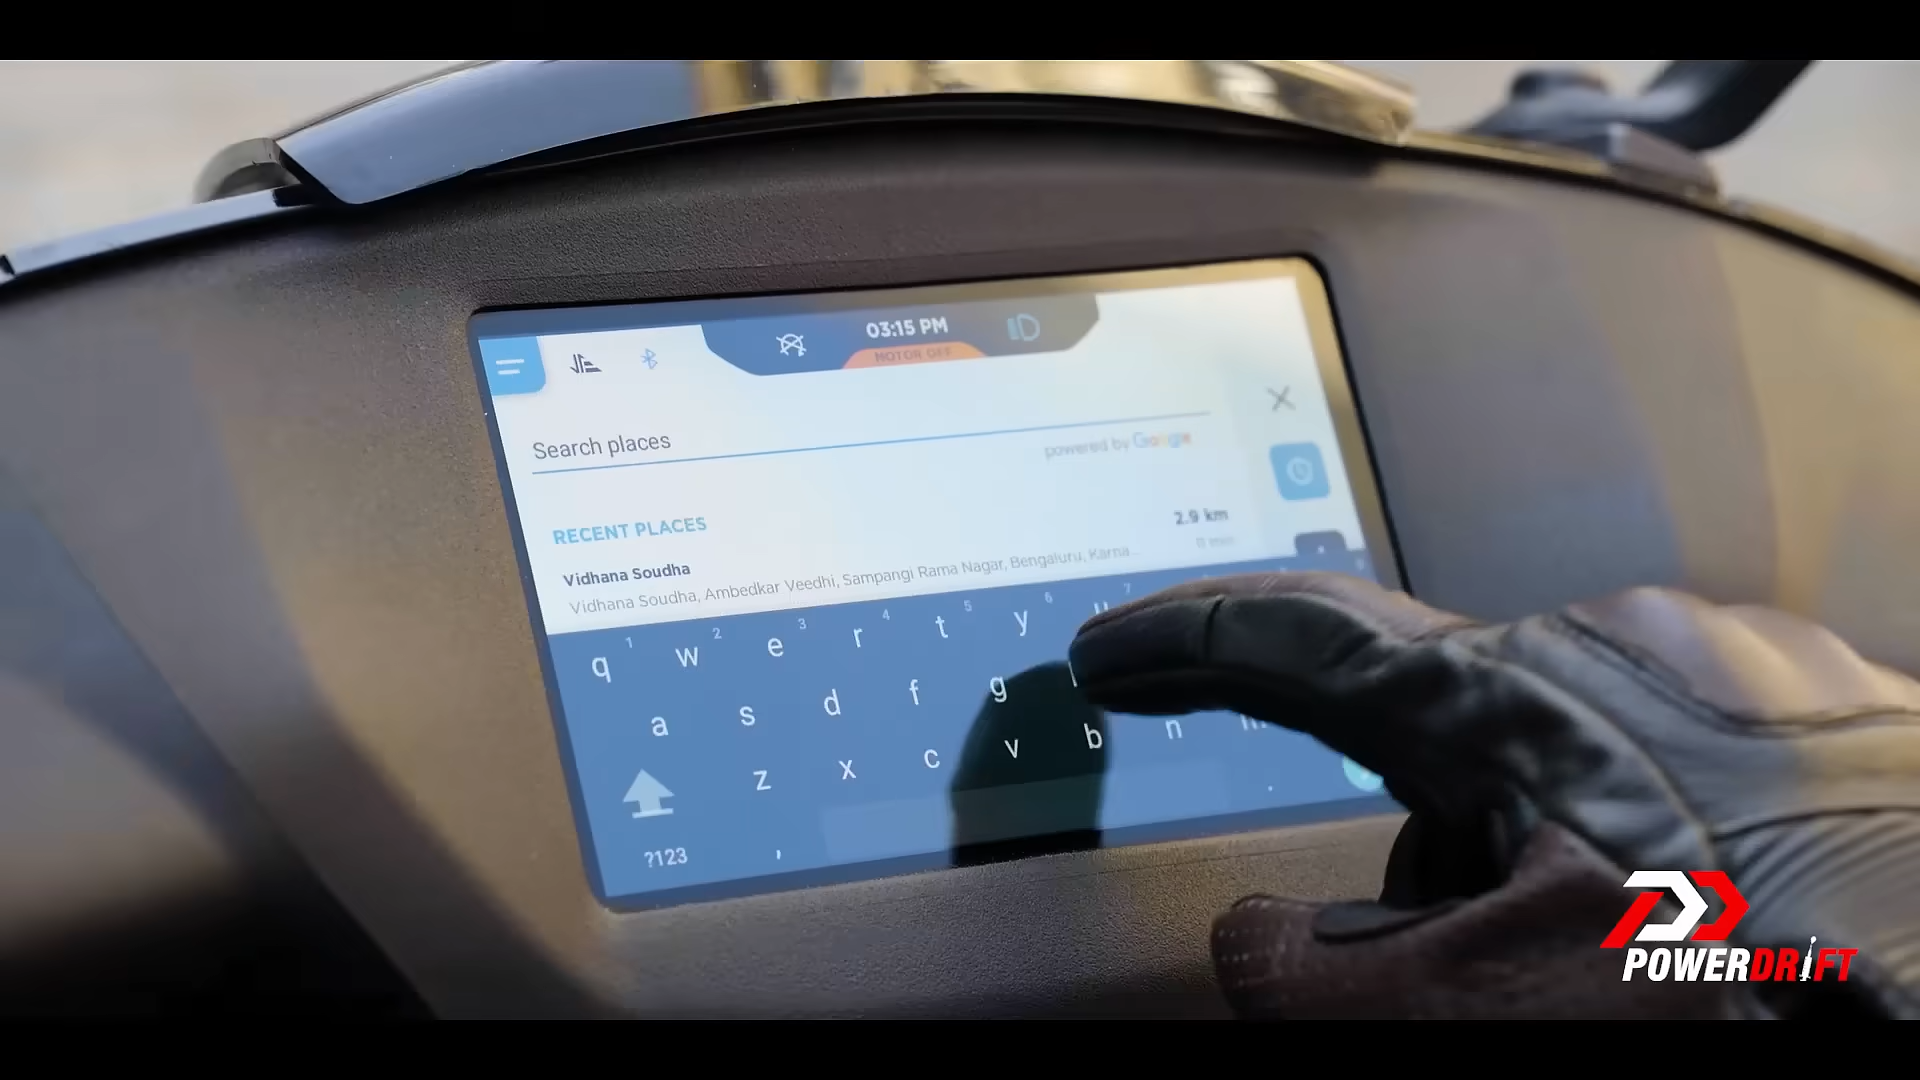 03:15 PM
MOTOR OFF
Search places
powered by Google
RECENT PLACES
2.9 km
Vidhana Soudha
Vidhana Soudha, Ambedkar Veedhi, Sampangi Rama Nagar, Bengaluru, Karna...
1 2 3 4 5 6 7
q w e r t y u
a s d f g
z x c v b n m
?123 , .
POWERDRIFT